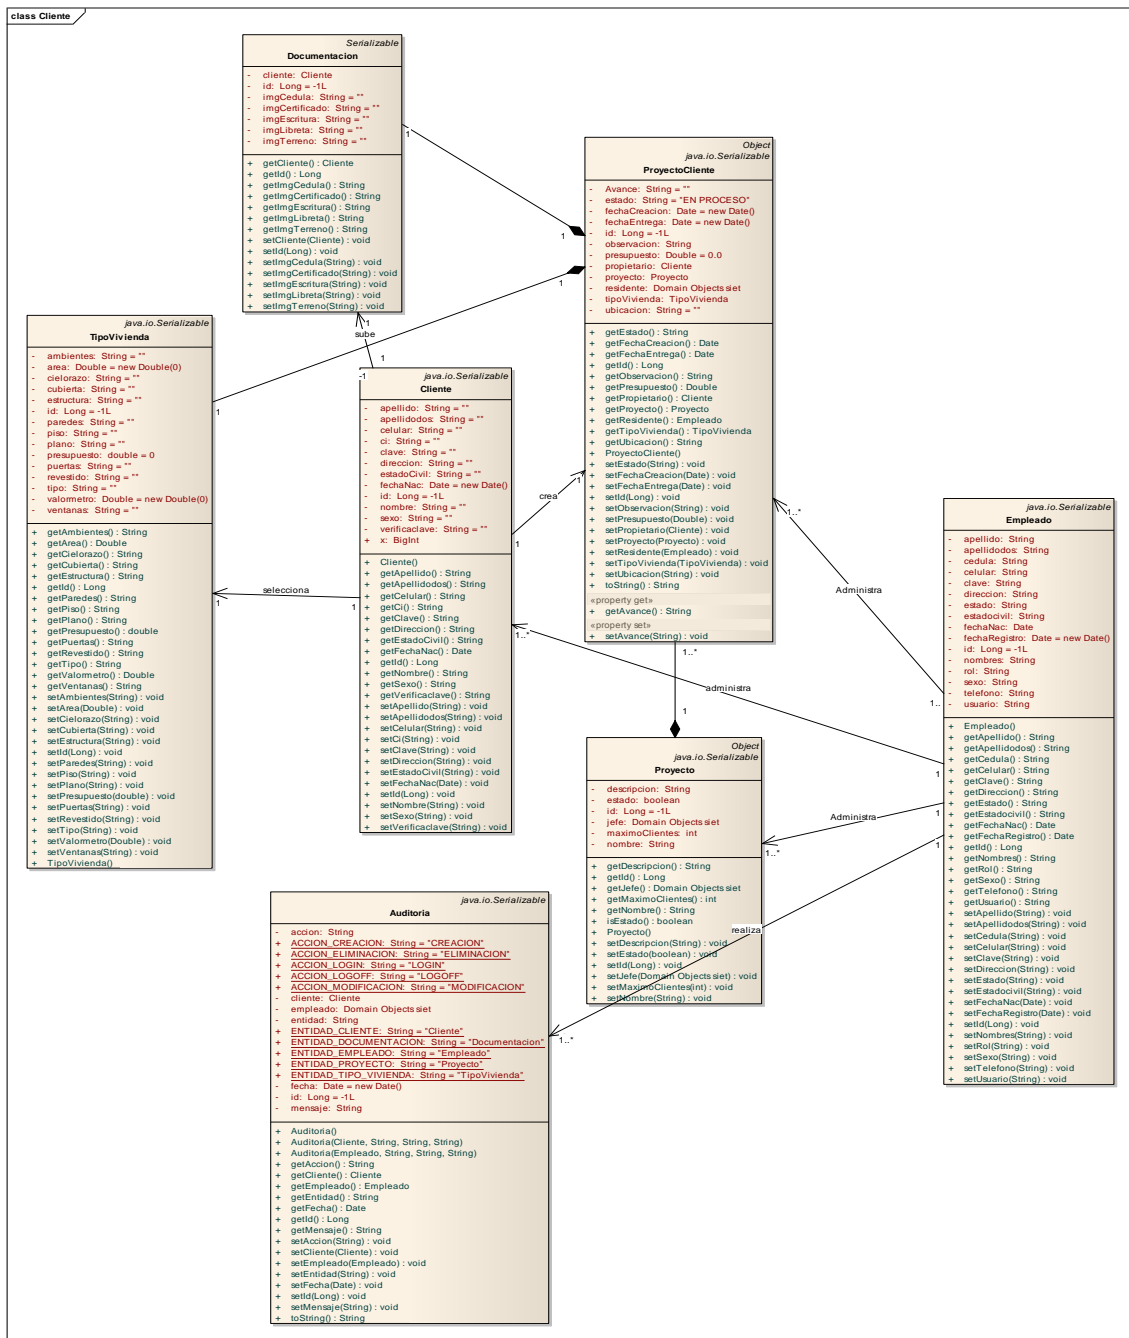 class Cliente
Serializable
Documentacion
- cliente: Cliente
- id: Long = -1L
- imgCedula: String = ""
- imgCertificado: String = ""
- imgEscritura: String = ""
- imgLibreta: String = ""
- imgTerreno: String = ""
+ getCliente() : Cliente
+ getId() : Long
+ getImgCedula() : String
+ getImgCertificado() : String
+ getImgEscritura() : String
+ getImgLibreta() : String
+ getImgTerreno() : String
+ setCliente(Cliente) : void
+ setId(Long) : void
+ setImgCedula(String) : void
+ setImgCertificado(String) : void
+ setImgEscritura(String) : void
+ setImgLibreta(String) : void
+ setImgTerreno(String) : void
Object
java.io.Serializable
ProyectoCliente
- Avance: String = ""
- estado: String = "EN PROCESO"
- fechaCreacion: Date = new Date()
- fechaEntrega: Date = new Date()
- id: Long = -1L
- observacion: String
- presupuesto: Double = 0.0
- propietario: Cliente
- proyecto: Proyecto
- residente: Domain Objects siet
- tipoVivienda: TipoVivienda
- ubicacion: String = ""
+ getEstado() : String
+ getFechaCreacion() : Date
+ getFechaEntrega() : Date
+ getId() : Long
+ getObservacion() : String
+ getPresupuesto() : Double
+ getPropietario() : Cliente
+ getProyecto() : Proyecto
+ getResidente() : Empleado
+ getTipoVivienda() : TipoVivienda
+ getUbicacion() : String
+ ProyectoCliente()
+ setEstado(String) : void
+ setFechaCreacion(Date) : void
+ setFechaEntrega(Date) : void
+ setId(Long) : void
+ setObservacion(String) : void
+ setPresupuesto(Double) : void
+ setPropietario(Cliente) : void
+ setProyecto(Proyecto) : void
+ setResidente(Empleado) : void
+ setTipoVivienda(TipoVivienda) : void
+ setUbicacion(String) : void
+ toString() : String
«property get»
+ getAvance() : String
«property set»
+ setAvance(String) : void
java.io.Serializable
TipoVivienda
- ambientes: String = ""
- area: Double = new Double(0)
- cielorazo: String = ""
- cubierta: String = ""
- estructura: String = ""
- id: Long = -1L
- paredes: String = ""
- piso: String = ""
- plano: String = ""
- presupuesto: double = 0
- puertas: String = ""
- revestido: String = ""
- tipo: String = ""
- valormetro: Double = new Double(0)
- ventanas: String = ""
+ getAmbientes() : String
+ getArea() : Double
+ getCielorazo() : String
+ getCubierta() : String
+ getEstructura() : String
+ getId() : Long
+ getParedes() : String
+ getPiso() : String
+ getPlano() : String
+ getPresupuesto() : double
+ getPuertas() : String
+ getRevestido() : String
+ getTipo() : String
+ getValormetro() : Double
+ getVentanas() : String
+ setAmbientes(String) : void
+ setArea(Double) : void
+ setCielorazo(String) : void
+ setCubierta(String) : void
+ setEstructura(String) : void
+ setId(Long) : void
+ setParedes(String) : void
+ setPiso(String) : void
+ setPlano(String) : void
+ setPresupuesto(double) : void
+ setPuertas(String) : void
+ setRevestido(String) : void
+ setTipo(String) : void
+ setValormetro(Double) : void
+ setVentanas(String) : void
+ TipoVivienda()
java.io.Serializable
Cliente
- apellido: String = ""
- apellidodos: String = ""
- celular: String = ""
- ci: String = ""
- clave: String = ""
- direccion: String = ""
- estadoCivil: String = ""
- fechaNac: Date = new Date()
- id: Long = -1L
- nombre: String = ""
- sexo: String = ""
- verificaclave: String = ""
+ x: BigInt
+ Cliente()
+ getApellido() : String
+ getApellidodos() : String
+ getCelular() : String
+ getCi() : String
+ getClave() : String
+ getDireccion() : String
+ getEstadoCivil() : String
+ getFechaNac() : Date
+ getId() : Long
+ getNombre() : String
+ getSexo() : String
+ getVerificaclave() : String
+ setApellido(String) : void
+ setApellidodos(String) : void
+ setCelular(String) : void
+ setCi(String) : void
+ setClave(String) : void
+ setDireccion(String) : void
+ setEstadoCivil(String) : void
+ setFechaNac(Date) : void
+ setId(Long) : void
+ setNombre(String) : void
+ setSexo(String) : void
+ setVerificaclave(String) : void
java.io.Serializable
Empleado
- apellido: String
- apellidodos: String
- cedula: String
- celular: String
- clave: String
- direccion: String
- estado: String
- estadocivil: String
- fechaNac: Date
- fechaRegistro: Date = new Date()
- id: Long = -1L
- nombres: String
- rol: String
- sexo: String
- telefono: String
- usuario: String
+ Empleado()
+ getApellido() : String
+ getApellidodos() : String
+ getCedula() : String
+ getCelular() : String
+ getClave() : String
+ getDireccion() : String
+ getEstado() : String
+ getEstadocivil() : String
+ getFechaNac() : Date
+ getFechaRegistro() : Date
+ getId() : Long
+ getNombres() : String
+ getRol() : String
+ getSexo() : String
+ getTelefono() : String
+ getUsuario() : String
+ setApellido(String) : void
+ setApellidodos(String) : void
+ setCedula(String) : void
+ setCelular(String) : void
+ setClave(String) : void
+ setDireccion(String) : void
+ setEstado(String) : void
+ setEstadocivil(String) : void
+ setFechaNac(Date) : void
+ setFechaRegistro(Date) : void
+ setId(Long) : void
+ setNombres(String) : void
+ setRol(String) : void
+ setSexo(String) : void
+ setTelefono(String) : void
+ setUsuario(String) : void
Object
java.io.Serializable
Proyecto
- descripcion: String
- estado: boolean
- id: Long = -1L
- jefe: Domain Objects siet
- maximoClientes: int
- nombre: String
+ getDescripcion() : String
+ getId() : Long
+ getJefe() : Domain Objects siet
+ getMaximoClientes() : int
+ getNombre() : String
+ isEstado() : boolean
+ Proyecto()
+ setDescripcion(String) : void
+ setEstado(boolean) : void
+ setId(Long) : void
+ setJefe(Domain Objects siet) : void
+ setMaximoClientes(int) : void
+ setNombre(String) : void
java.io.Serializable
Auditoria
- accion: String
+ ACCION_CREACION: String = "CREACION"
+ ACCION_ELIMINACION: String = "ELIMINACION"
+ ACCION_LOGIN: String = "LOGIN"
+ ACCION_LOGOFF: String = "LOGOFF"
+ ACCION_MODIFICACION: String = "MODIFICACION"
- cliente: Cliente
- empleado: Domain Objects siet
- entidad: String
+ ENTIDAD_CLIENTE: String = "Cliente"
+ ENTIDAD_DOCUMENTACION: String = "Documentacion"
+ ENTIDAD_EMPLEADO: String = "Empleado"
+ ENTIDAD_PROYECTO: String = "Proyecto"
+ ENTIDAD_TIPO_VIVIENDA: String = "TipoVivienda"
- fecha: Date = new Date()
- id: Long = -1L
- mensaje: String
+ Auditoria()
+ Auditoria(Cliente, String, String, String)
+ Auditoria(Empleado, String, String, String)
+ getAccion() : String
+ getCliente() : Cliente
+ getEmpleado() : Empleado
+ getEntidad() : String
+ getFecha() : Date
+ getId() : Long
+ getMensaje() : String
+ setAccion(String) : void
+ setCliente(Cliente) : void
+ setEmpleado(Empleado) : void
+ setEntidad(String) : void
+ setFecha(Date) : void
+ setId(Long) : void
+ setMensaje(String) : void
+ toString() : String
1
1
1
1
1
sube
1
-1
crea
1
1
selecciona
1
1
1..*
Administra
1..
1..*
administra
1
1..*
1
Administra
1
1..*
realiza
1
1..*